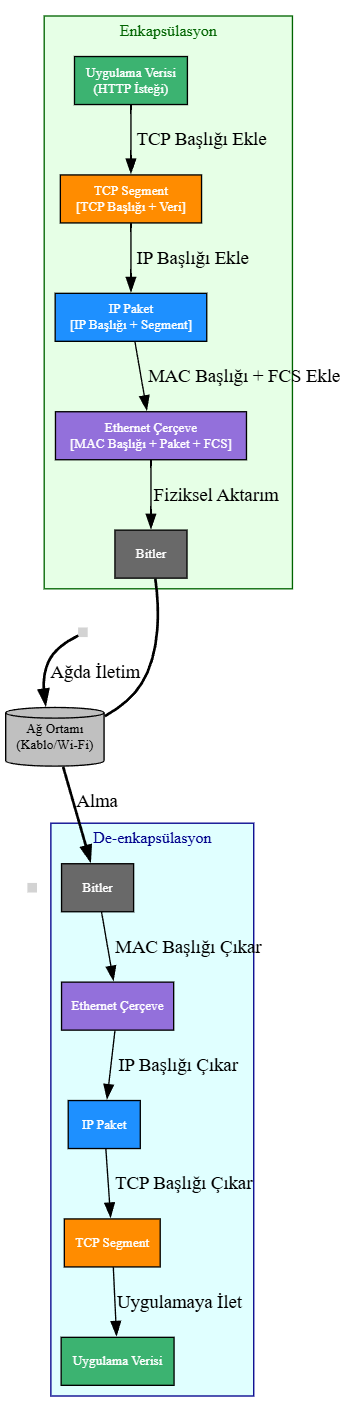 Enkapsülasyon
Uygulama Verisi
(HTTP İsteği)
TCP Başlığı Ekle
TCP Segment
[TCP Başlığı + Veri]
IP Başlığı Ekle
IP Paket
[IP Başlığı + Segment]
MAC Başlığı + FCS Ekle
Ethernet Çerçeve
[MAC Başlığı + Paket + FCS]
Fiziksel Aktarım
Bitler
Ağda İletim
Ağ Ortamı
(Kablo/Wi-Fi)
Alma
De-enkapsülasyon
Bitler
MAC Başlığı Çıkar
Ethernet Çerçeve
IP Başlığı Çıkar
IP Paket
TCP Başlığı Çıkar
TCP Segment
Uygulamaya İlet
Uygulama Verisi